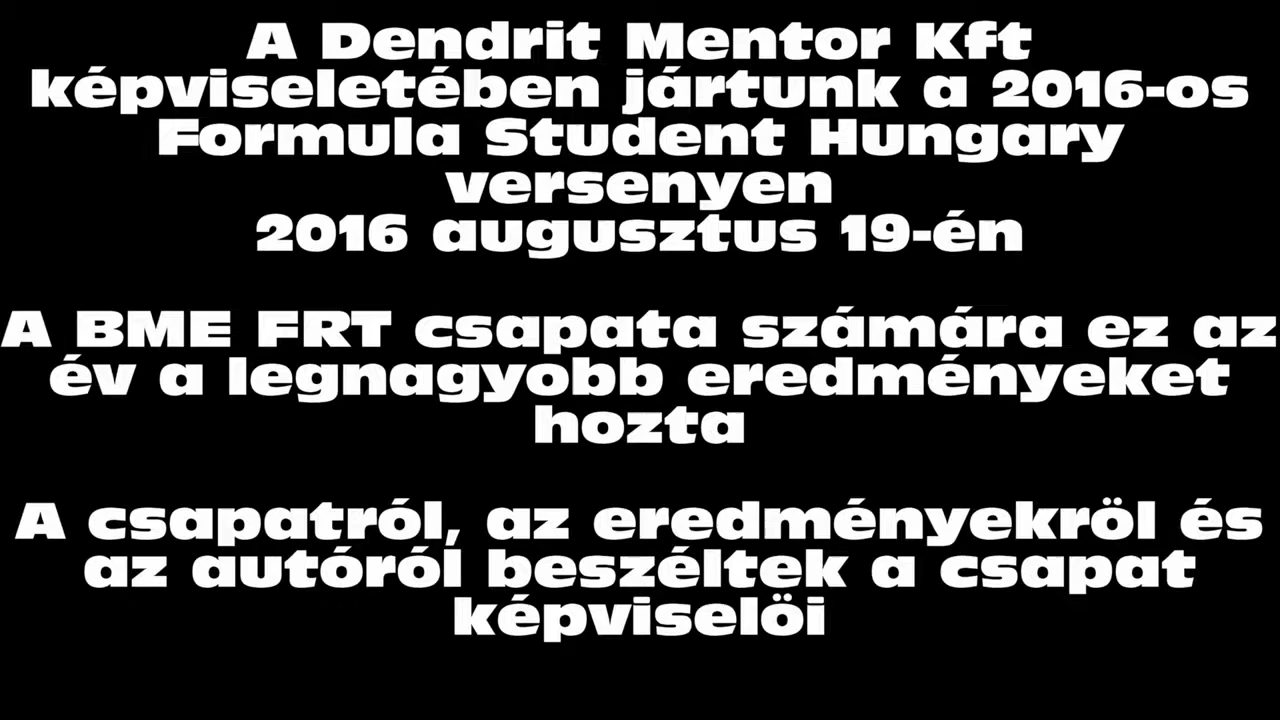 A Dendrit Mentor Kft
képviseletében jártunk a 2016-os
Formula Student Hungary
versenyen
2016 augusztus 19-én
A BME FRT csapata számára ez az
év a legnagyobb eredményeket
hozta
A csapatról, az eredményekröl és
az autóról beszéltek a csapat
képviselöi